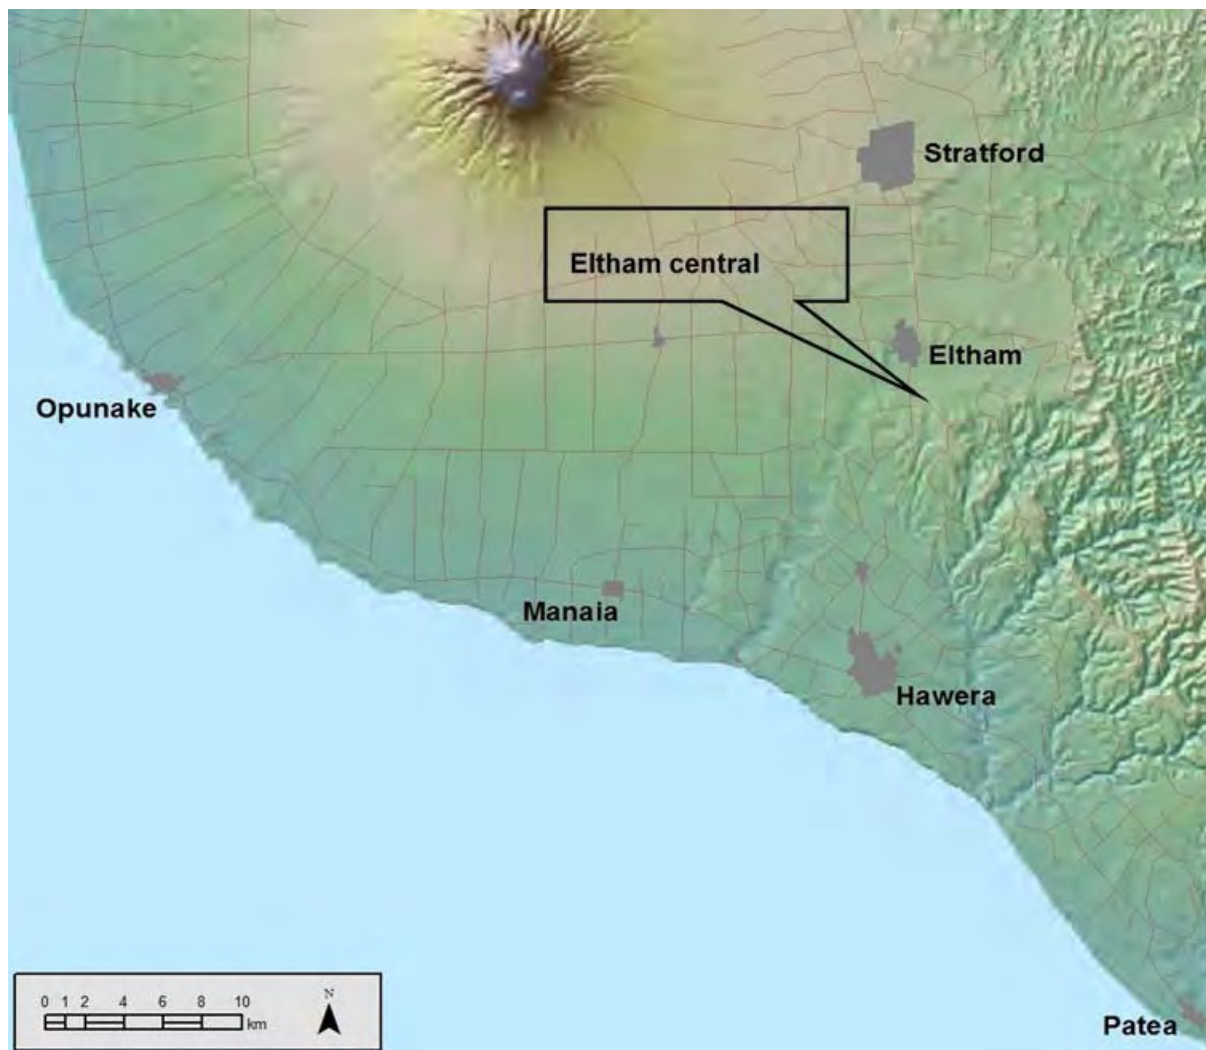 Stratford
Eltham central
Eltham
Opunake
Manaia
Hawera
0 1 2 4 6 8 10
km
N
Patea